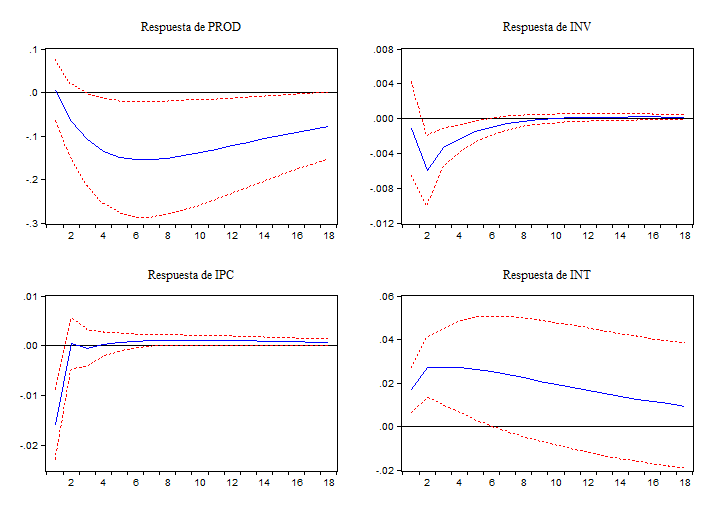 Respuesta de PROD
.1
.0
-.1
-.2
-.3
2 4 6 8 10 12 14 16 18
Respuesta de INV
.008
.004
.000
-.004
-.008
-.012
2 4 6 8 10 12 14 16 18
Respuesta de IPC
.01
.00
-.01
-.02
2 4 6 8 10 12 14 16 18
Respuesta de INT
.06
.04
.02
.00
-.02
2 4 6 8 10 12 14 16 18